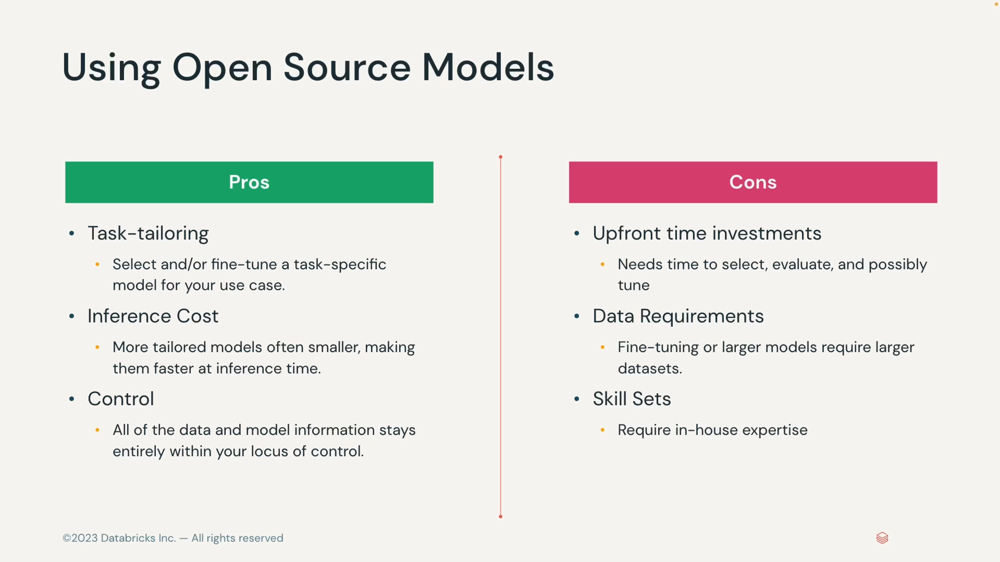 Using Open Source Models
Pros
• Task-tailoring
• Select and/or fine-tune a task-specific
model for your use case.
• Inference Cost
• More tailored models often smaller, making
them faster at inference time.
• Control
• All of the data and model information stays
entirely within your locus of control.
Cons
• Upfront time investments
• Needs time to select, evaluate, and possibly
tune
• Data Requirements
• Fine-tuning or larger models require larger
datasets.
• Skill Sets
• Require in-house expertise
©2023 Databricks Inc. — All rights reserved